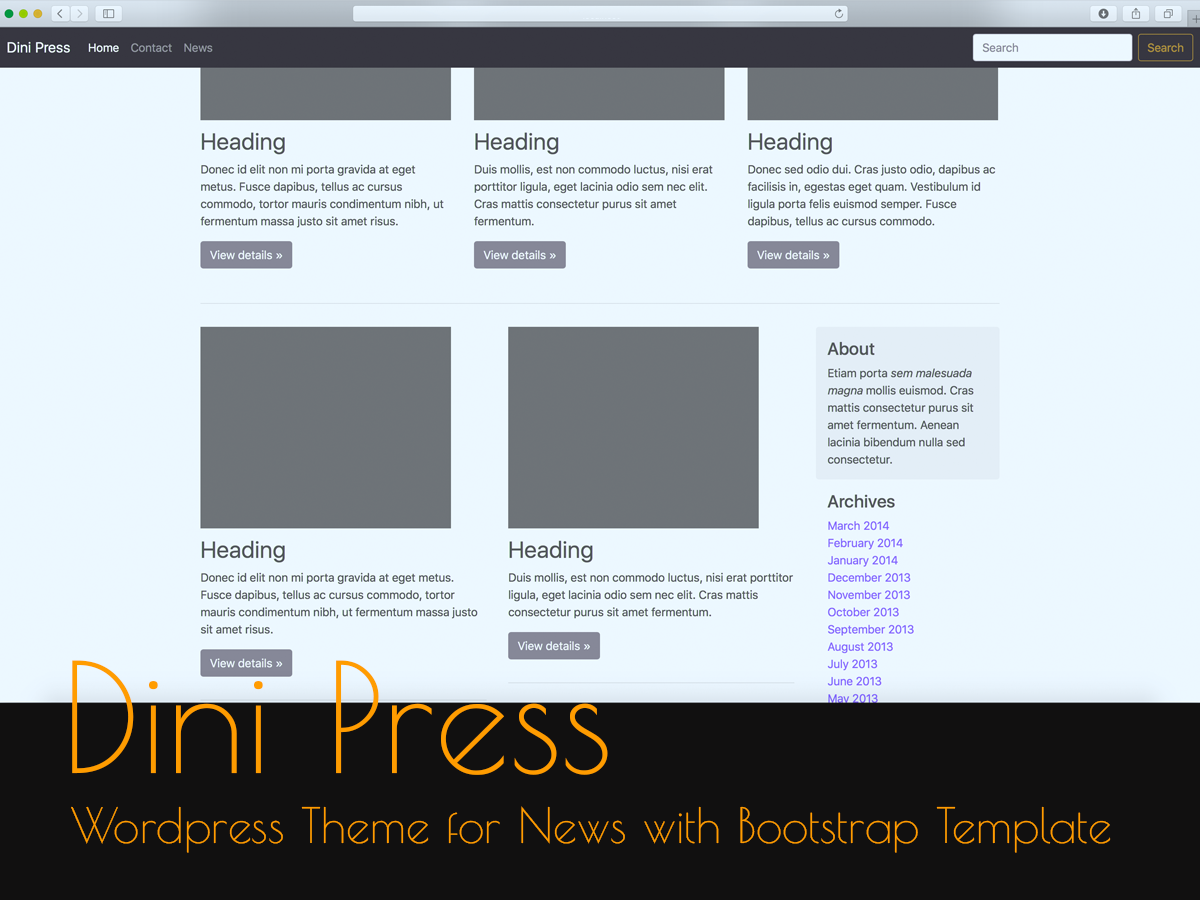 Dini Press Home Contact News Search Search
Heading
Donec id elit non mi porta gravida at eget
metus. Fusce dapibus, tellus ac cursus
commodo, tortor mauris condimentum nibh, ut
fermentum massa justo sit amet risus.
View details »
Heading
Duis mollis, est non commodo luctus, nisi erat
porttitor ligula, eget lacinia odio sem nec elit.
Cras mattis consectetur purus sit amet
fermentum.
View details »
Heading
Donec sed odio dui. Cras justo odio, dapibus ac
facilisis in, egestas eget quam. Vestibulum id
ligula porta felis euismod semper. Fusce
dapibus, tellus ac cursus commodo.
View details »
Heading
Donec id elit non mi porta gravida at eget metus.
Fusce dapibus, tellus ac cursus commodo, tortor
mauris condimentum nibh, ut fermentum massa justo
sit amet risus.
View details »
Heading
Duis mollis, est non commodo luctus, nisi erat porttitor
ligula, eget lacinia odio sem nec elit. Cras mattis
consectetur purus sit amet fermentum.
View details »
About
Etiam porta sem malesuada
magna mollis euismod. Cras
mattis consectetur purus sit
amet fermentum. Aenean
lacinia bibendum nulla sed
consectetur.
Archives
March 2014
February 2014
January 2014
December 2013
November 2013
October 2013
September 2013
August 2013
July 2013
June 2013
May 2013
Dini Press
Wordpress Theme for News with Bootstrap Template